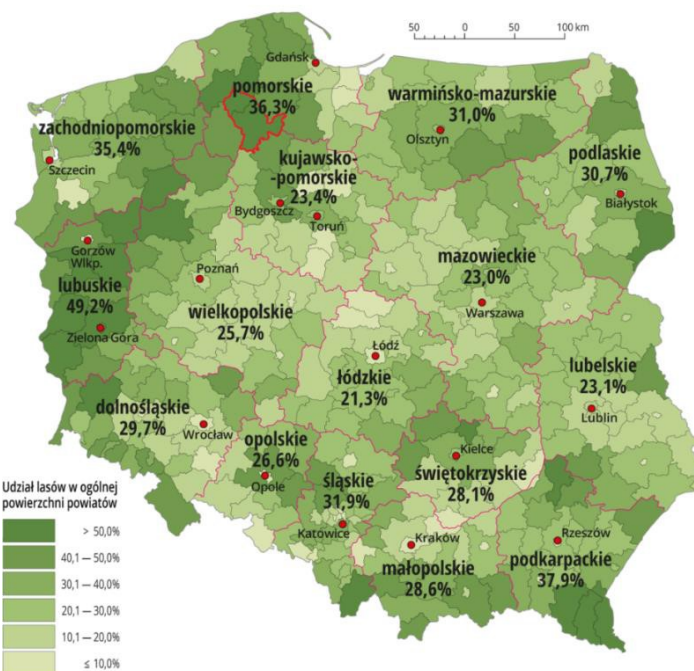 50 0 50 100 km
Gdańsk
pomorskie
36,3%
warmińsko-mazurskie
31,0%
Olsztyn
zachodniopomorskie
35,4%
Szczecin
kujawsko-
-pomorskie
23,4%
Bydgoszcz
Toruń
podlaskie
30,7%
Białystok
Gorzów
Wlkp.
lubuskie
49,2%
Zielona Góra
Poznań
wielkopolskie
25,7%
mazowieckie
23,0%
Warszawa
Łódź
łódzkie
21,3%
lubelskie
23,1%
Lublin
dolnośląskie
29,7%
Wrocław
opolskie
26,6%
Opole
śląskie
31,9%
Katowice
Kielce
świętokrzyskie
28,1%
Kraków
małopolskie
28,6%
Rzeszów
podkarpackie
37,9%
Udział lasów w ogólnej
powierzchni powiatów
> 50,0%
40,1 — 50,0%
30,1 — 40,0%
20,1 — 30,0%
10,1 — 20,0%
≤ 10,0%